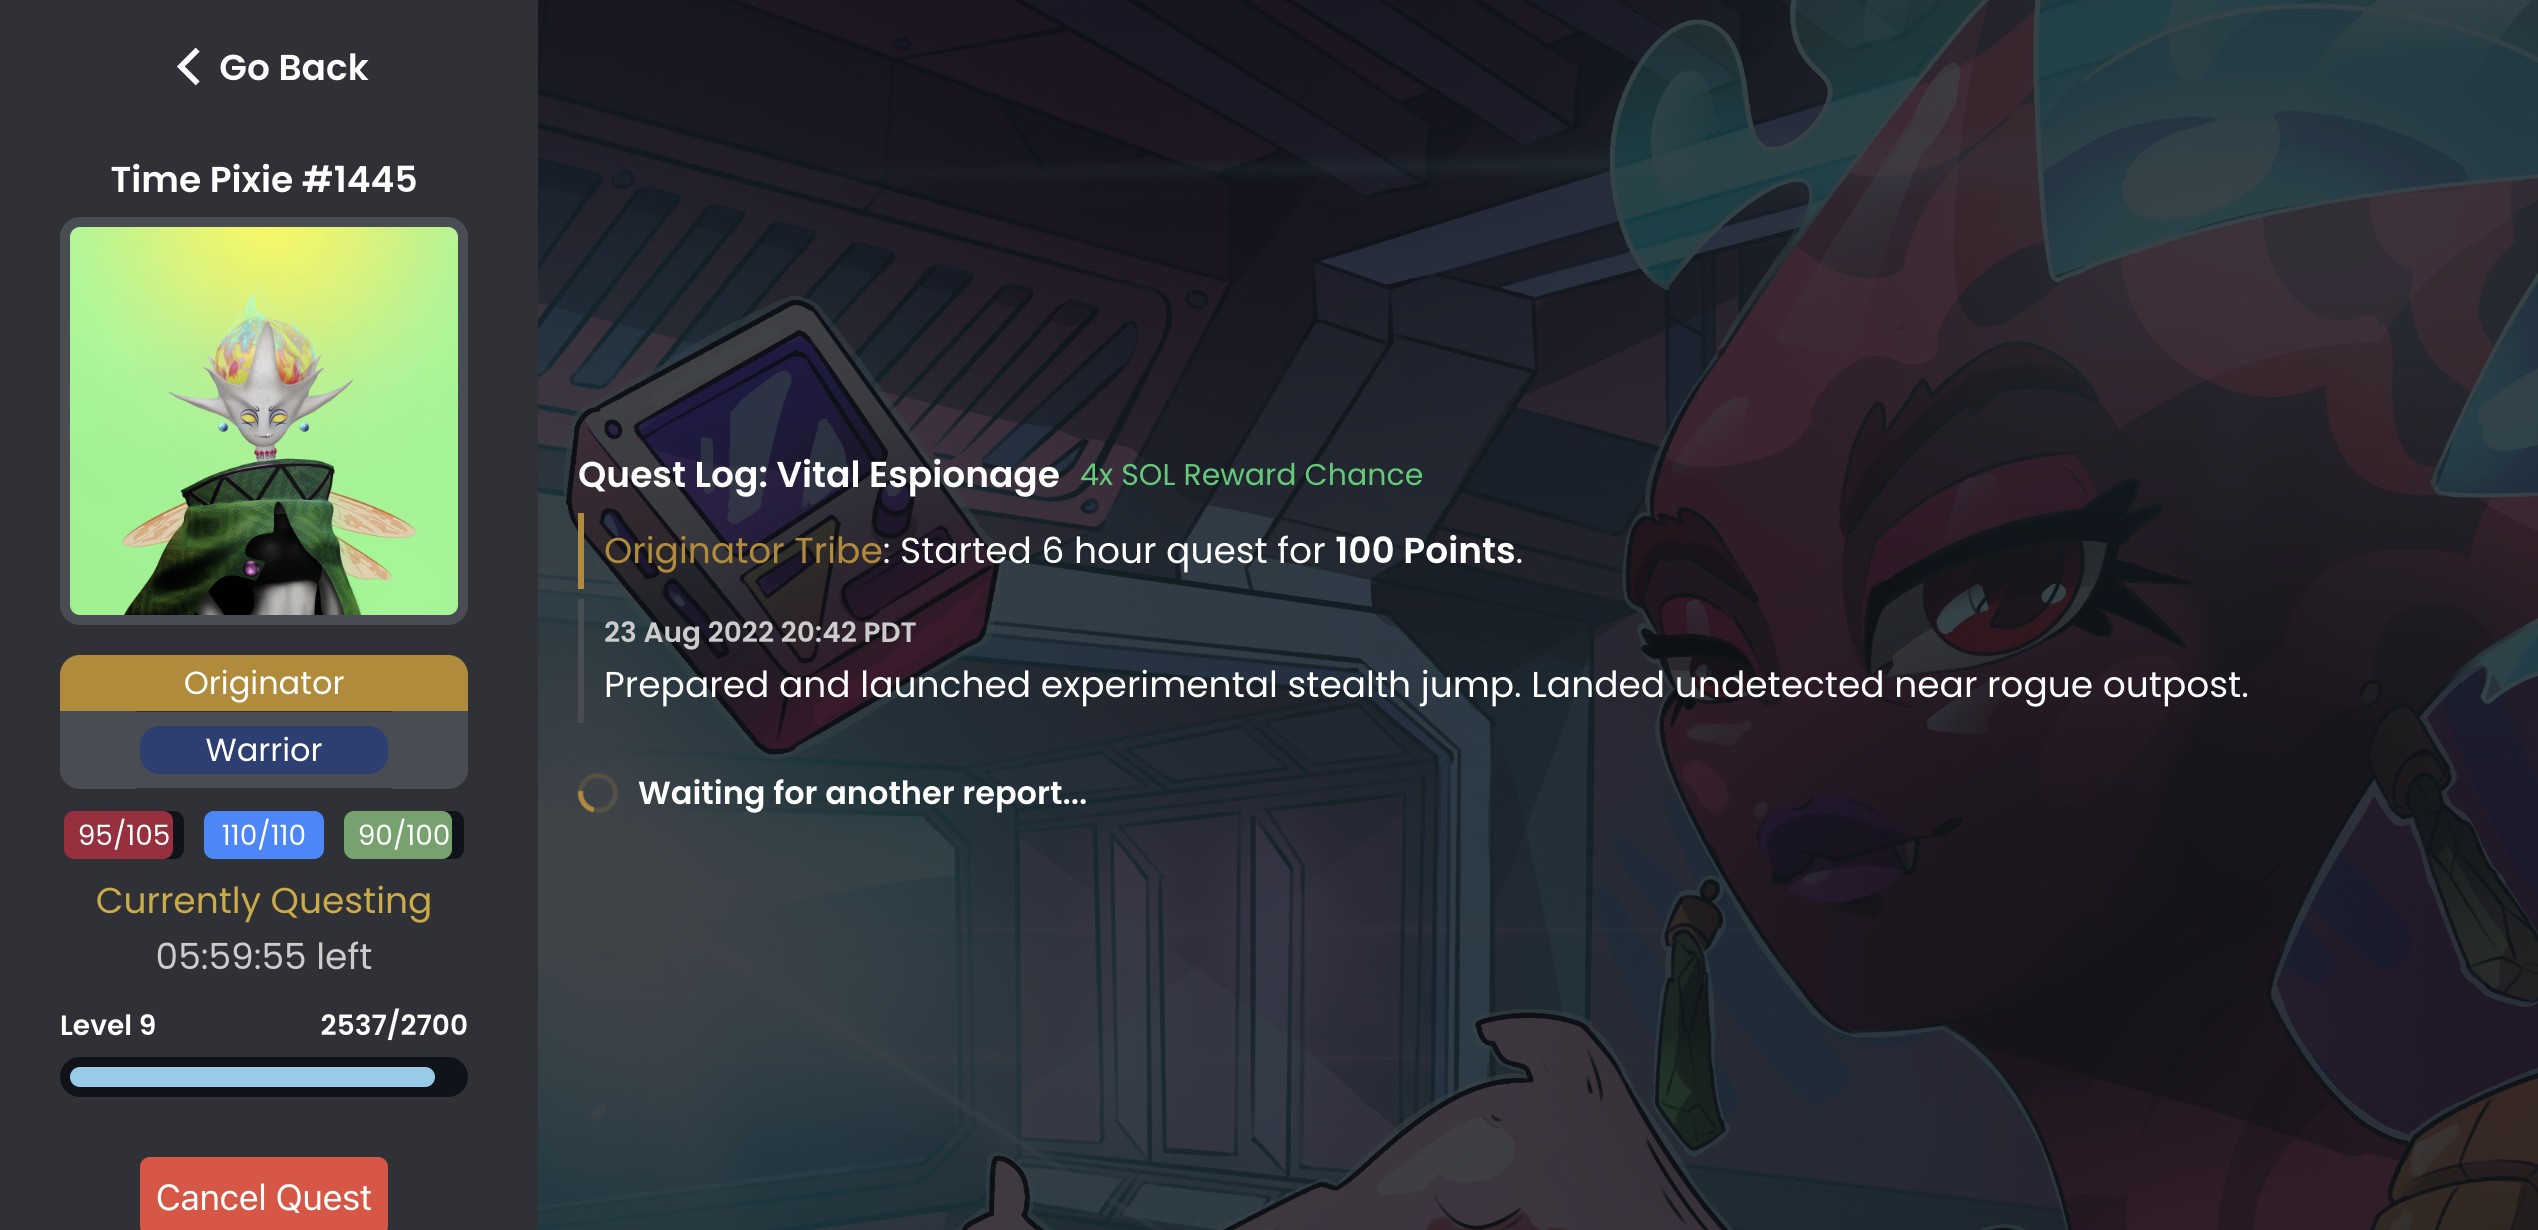 Go Back
Time Pixie #1445
Originator
Warrior
95/105
110/110
90/100
Currently Questing
05:59:55 left
Level 9
2537/2700
Cancel Quest
Quest Log: Vital Espionage
4x SOL Reward Chance
Originator Tribe: Started 6 hour quest for 100 Points.
23 Aug 2022 20:42 PDT
Prepared and launched experimental stealth jump. Landed undetected near rogue outpost.
Waiting for another report...